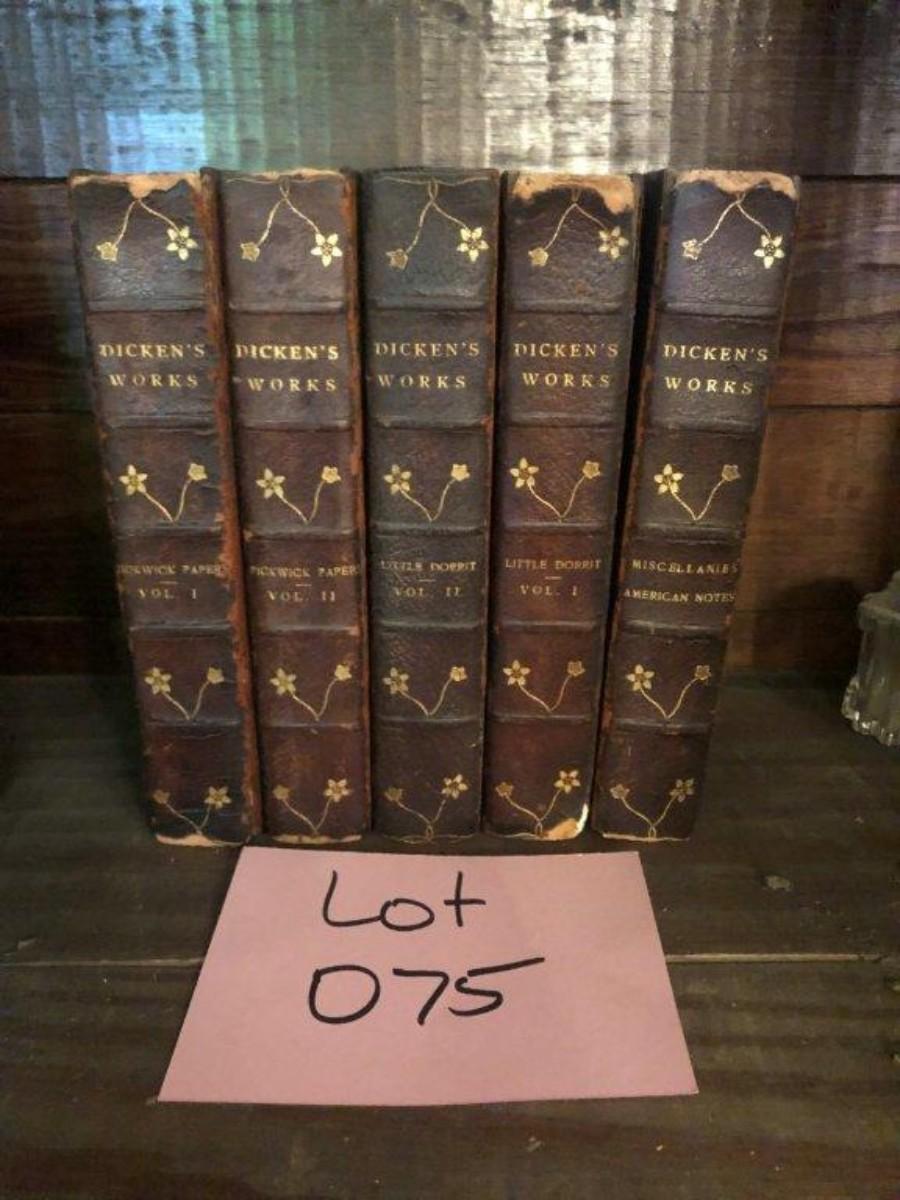 DICKEN'S
WORKS
PICKWICK PAPERS
VOL. I
DICKEN'S
WORKS
PICKWICK PAPERS
VOL. II
DICKEN'S
WORKS
LITTLE DORRIT
VOL. II
DICKEN'S
WORKS
LITTLE DORRIT
VOL. I
DICKEN'S
WORKS
MISCELLANIES
AMERICAN NOTES
Lot
075